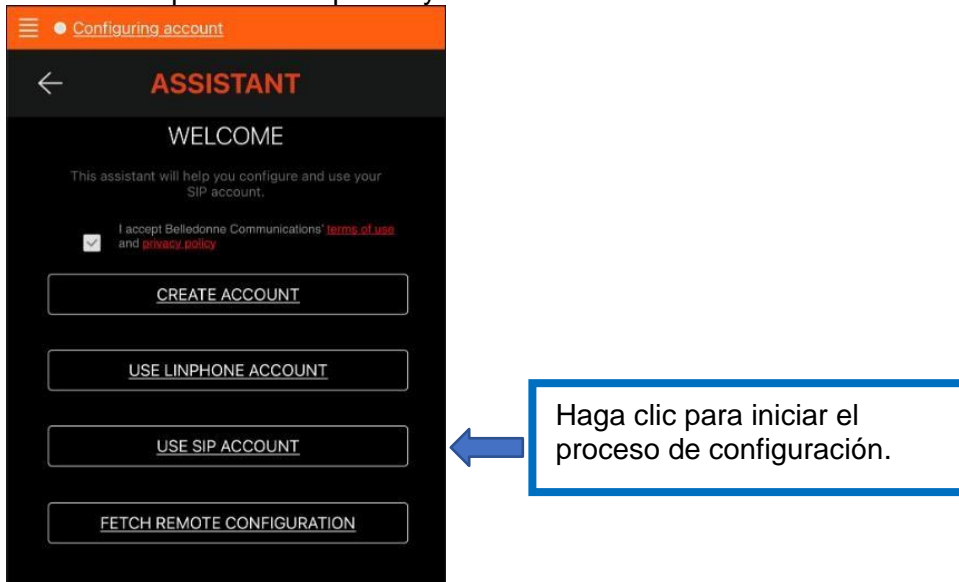 Configuring account
ASSISTANT
WELCOME
This assistant will help you configure and use your
SIP account.
I accept Belledonne Communications' terms of use
and privacy policy
CREATE ACCOUNT
USE LINPHONE ACCOUNT
USE SIP ACCOUNT
Haga clic para iniciar el
proceso de configuración.
FETCH REMOTE CONFIGURATION